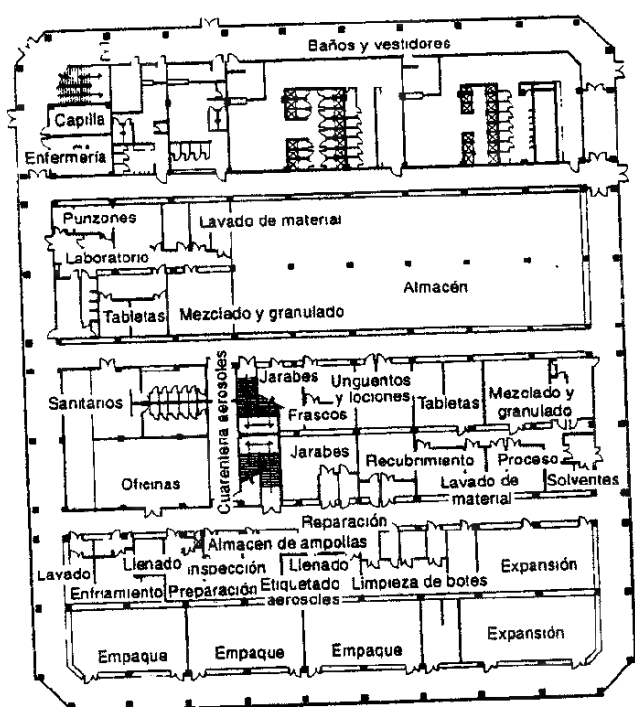 Baños y vestidores
Capilla
Enfermería
Punzones
Lavado de material
Laboratorio
Almacén
Tabletas
Mezclado y granulado
Sanitarios
Cuarentena aerosoles
Jarabes
Unguentos
y lociones
Frascos
Tabletas
Mezclado y
granulado
Oficinas
Jarabes
Recubrimiento
Proceso
Lavado de
material
Solventes
Reparación
Almacen de ampollas
Lavado
Llenado
Inspección
Llenado
Expansión
Enfriamiento
Preparación
Etiquetado
aerosoles
Limpieza de botes
Empaque
Empaque
Empaque
Expansión